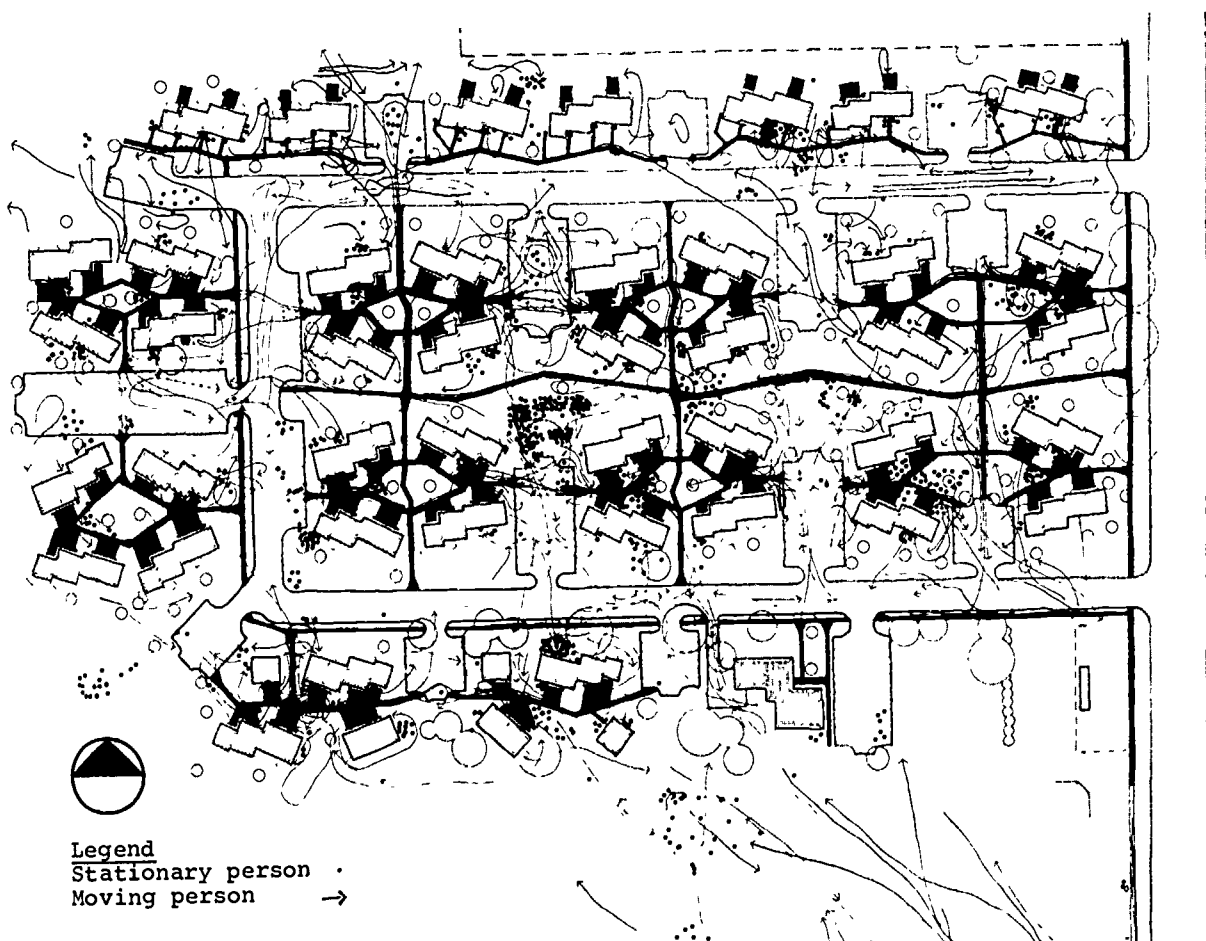 Legend
Stationary person .
Moving person →